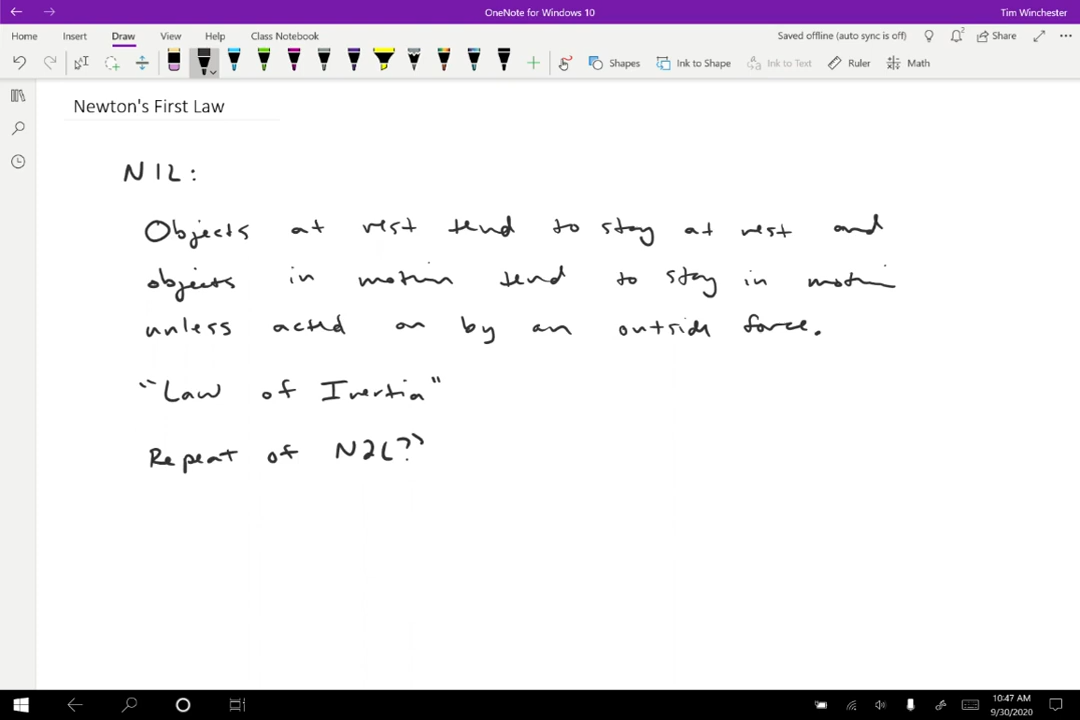 OneNote for Windows 10
Tim Winchester
Home Insert Draw View Help Class Notebook Saved offline (auto sync is off) Share
Shapes Ink to Shape Ink to Text Ruler Math
Newton's First Law
N1L:
Objects at rest tend to stay at rest and
objects in motion tend to stay in motion
unless acted on by an outside force.
"Law of Inertia"
Repeat of N2L??
10:47 AM
9/30/2020